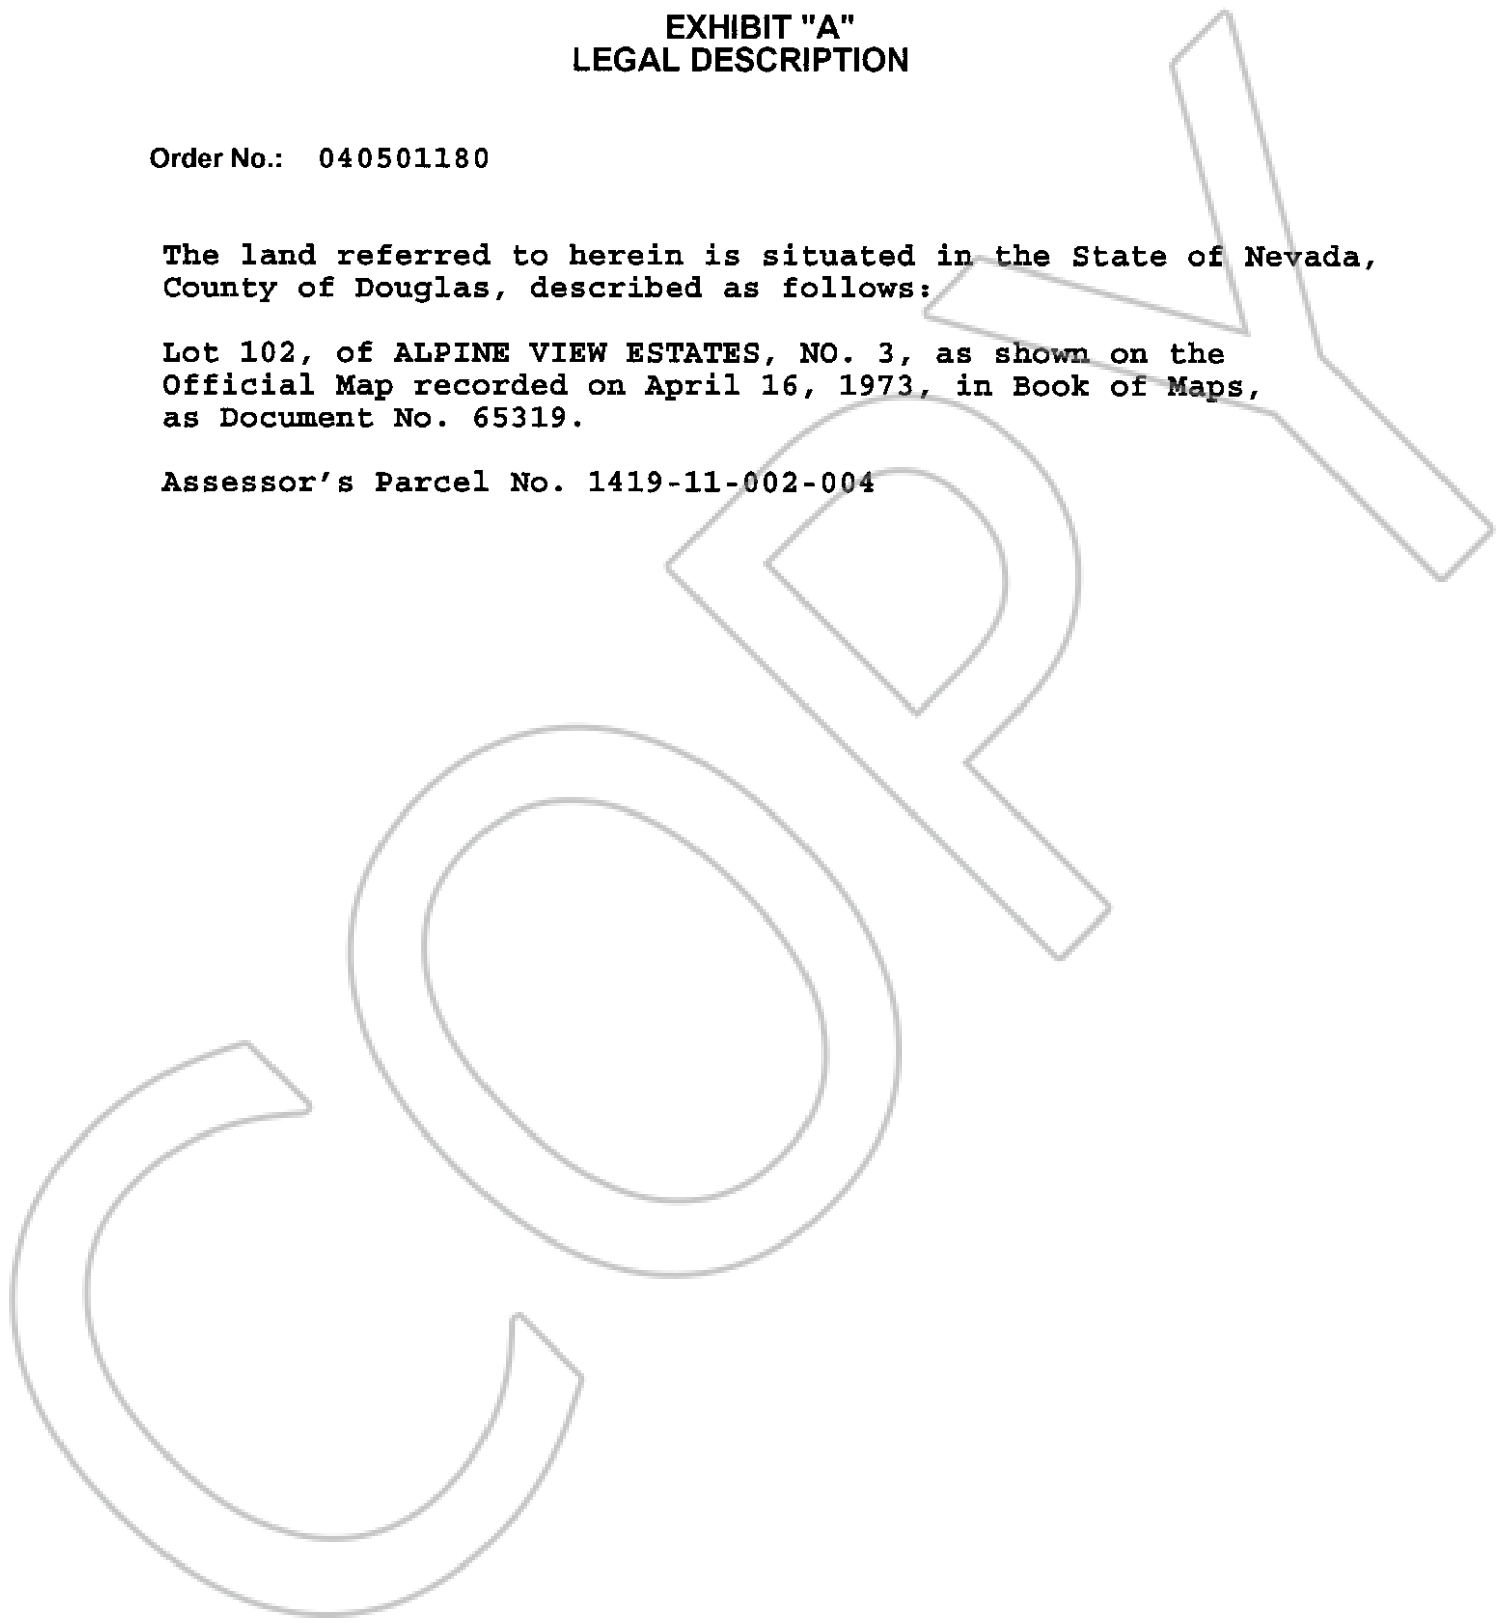 EXHIBIT "A"
LEGAL DESCRIPTION
Order No.: 040501180
The land referred to herein is situated in the State of Nevada,
County of Douglas, described as follows:
Lot 102, of ALPINE VIEW ESTATES, NO. 3, as shown on the
Official Map recorded on April 16, 1973, in Book of Maps,
as Document No. 65319.
Assessor's Parcel No. 1419-11-002-004
COPY